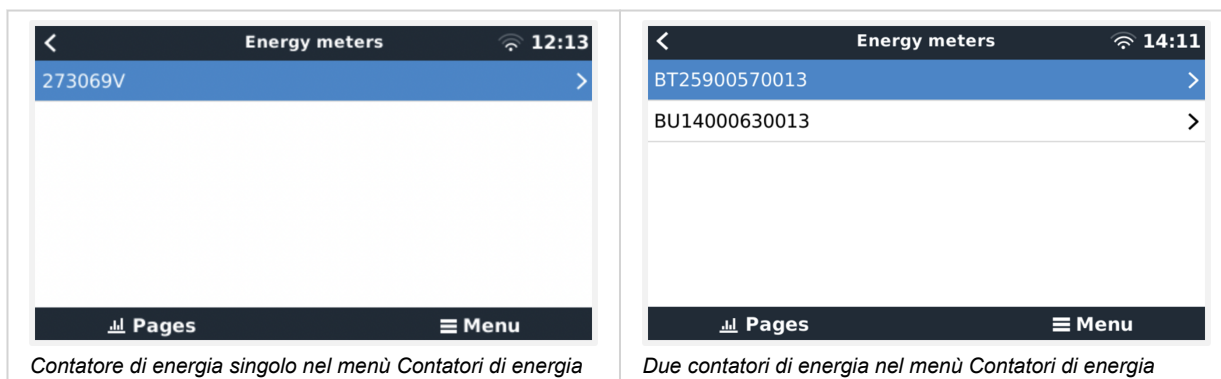 Energy meters 12:13
273069V
Pages Menu
Contatore di energia singolo nel menù Contatori di energia
Energy meters 14:11
BT25900570013
BU14000630013
Pages Menu
Due contatori di energia nel menù Contatori di energia